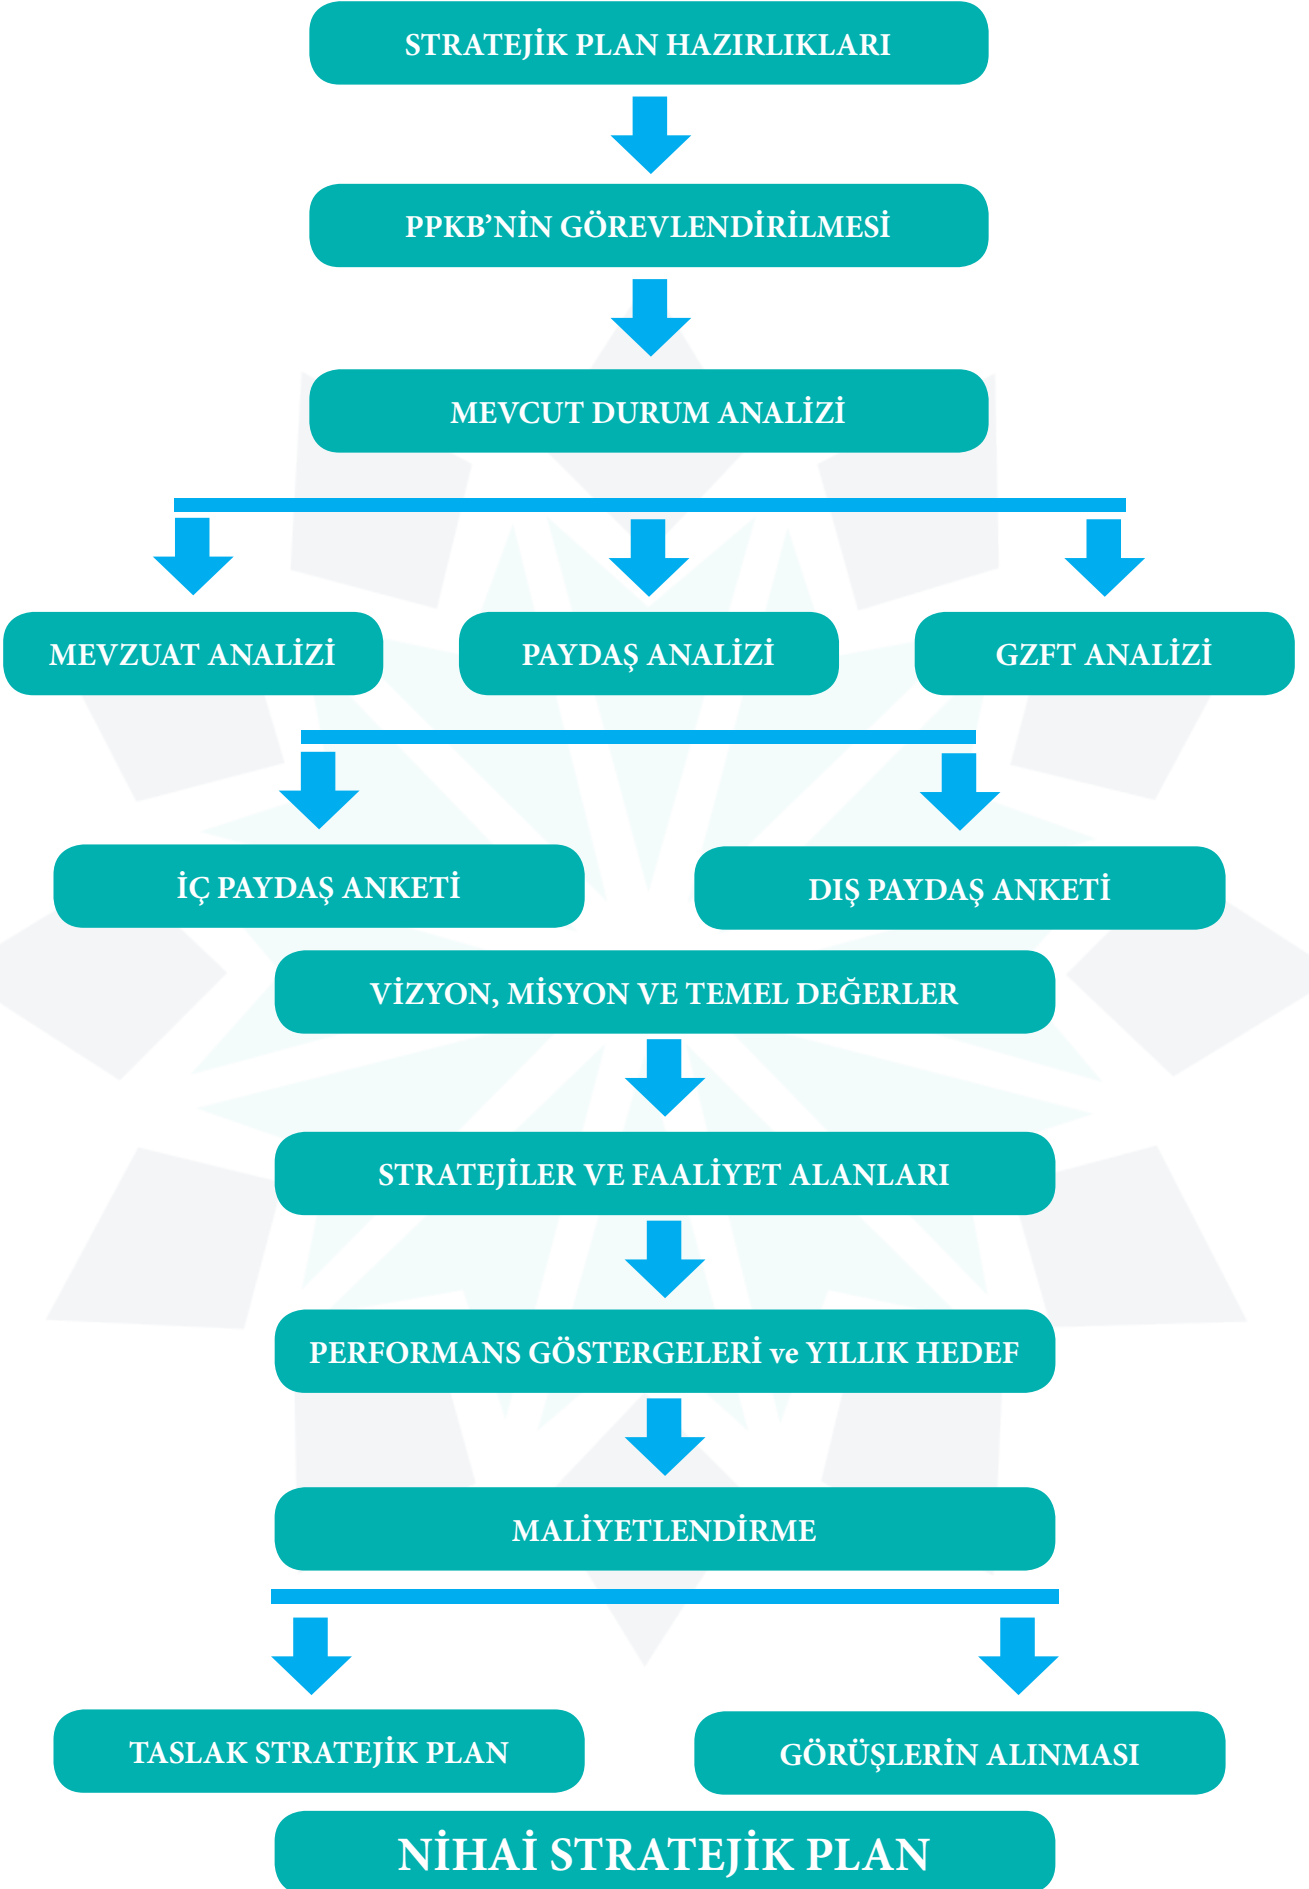 STRATEJİK PLAN HAZIRLIKLARI
PPKB’NİN GÖREVLENDİRİLMESİ
MEVCUT DURUM ANALİZİ
MEVZUAT ANALİZİ
PAYDAŞ ANALİZİ
GZFT ANALİZİ
İÇ PAYDAŞ ANKETİ
DIŞ PAYDAŞ ANKETİ
VİZYON, MİSYON VE TEMEL DEĞERLER
STRATEJİLER VE FAALİYET ALANLARI
PERFORMANS GÖSTERGELERİ ve YILLIK HEDEF
MALİYETLENDİRME
TASLAK STRATEJİK PLAN
GÖRÜŞLERİN ALINMASI
NİHAİ STRATEJİK PLAN